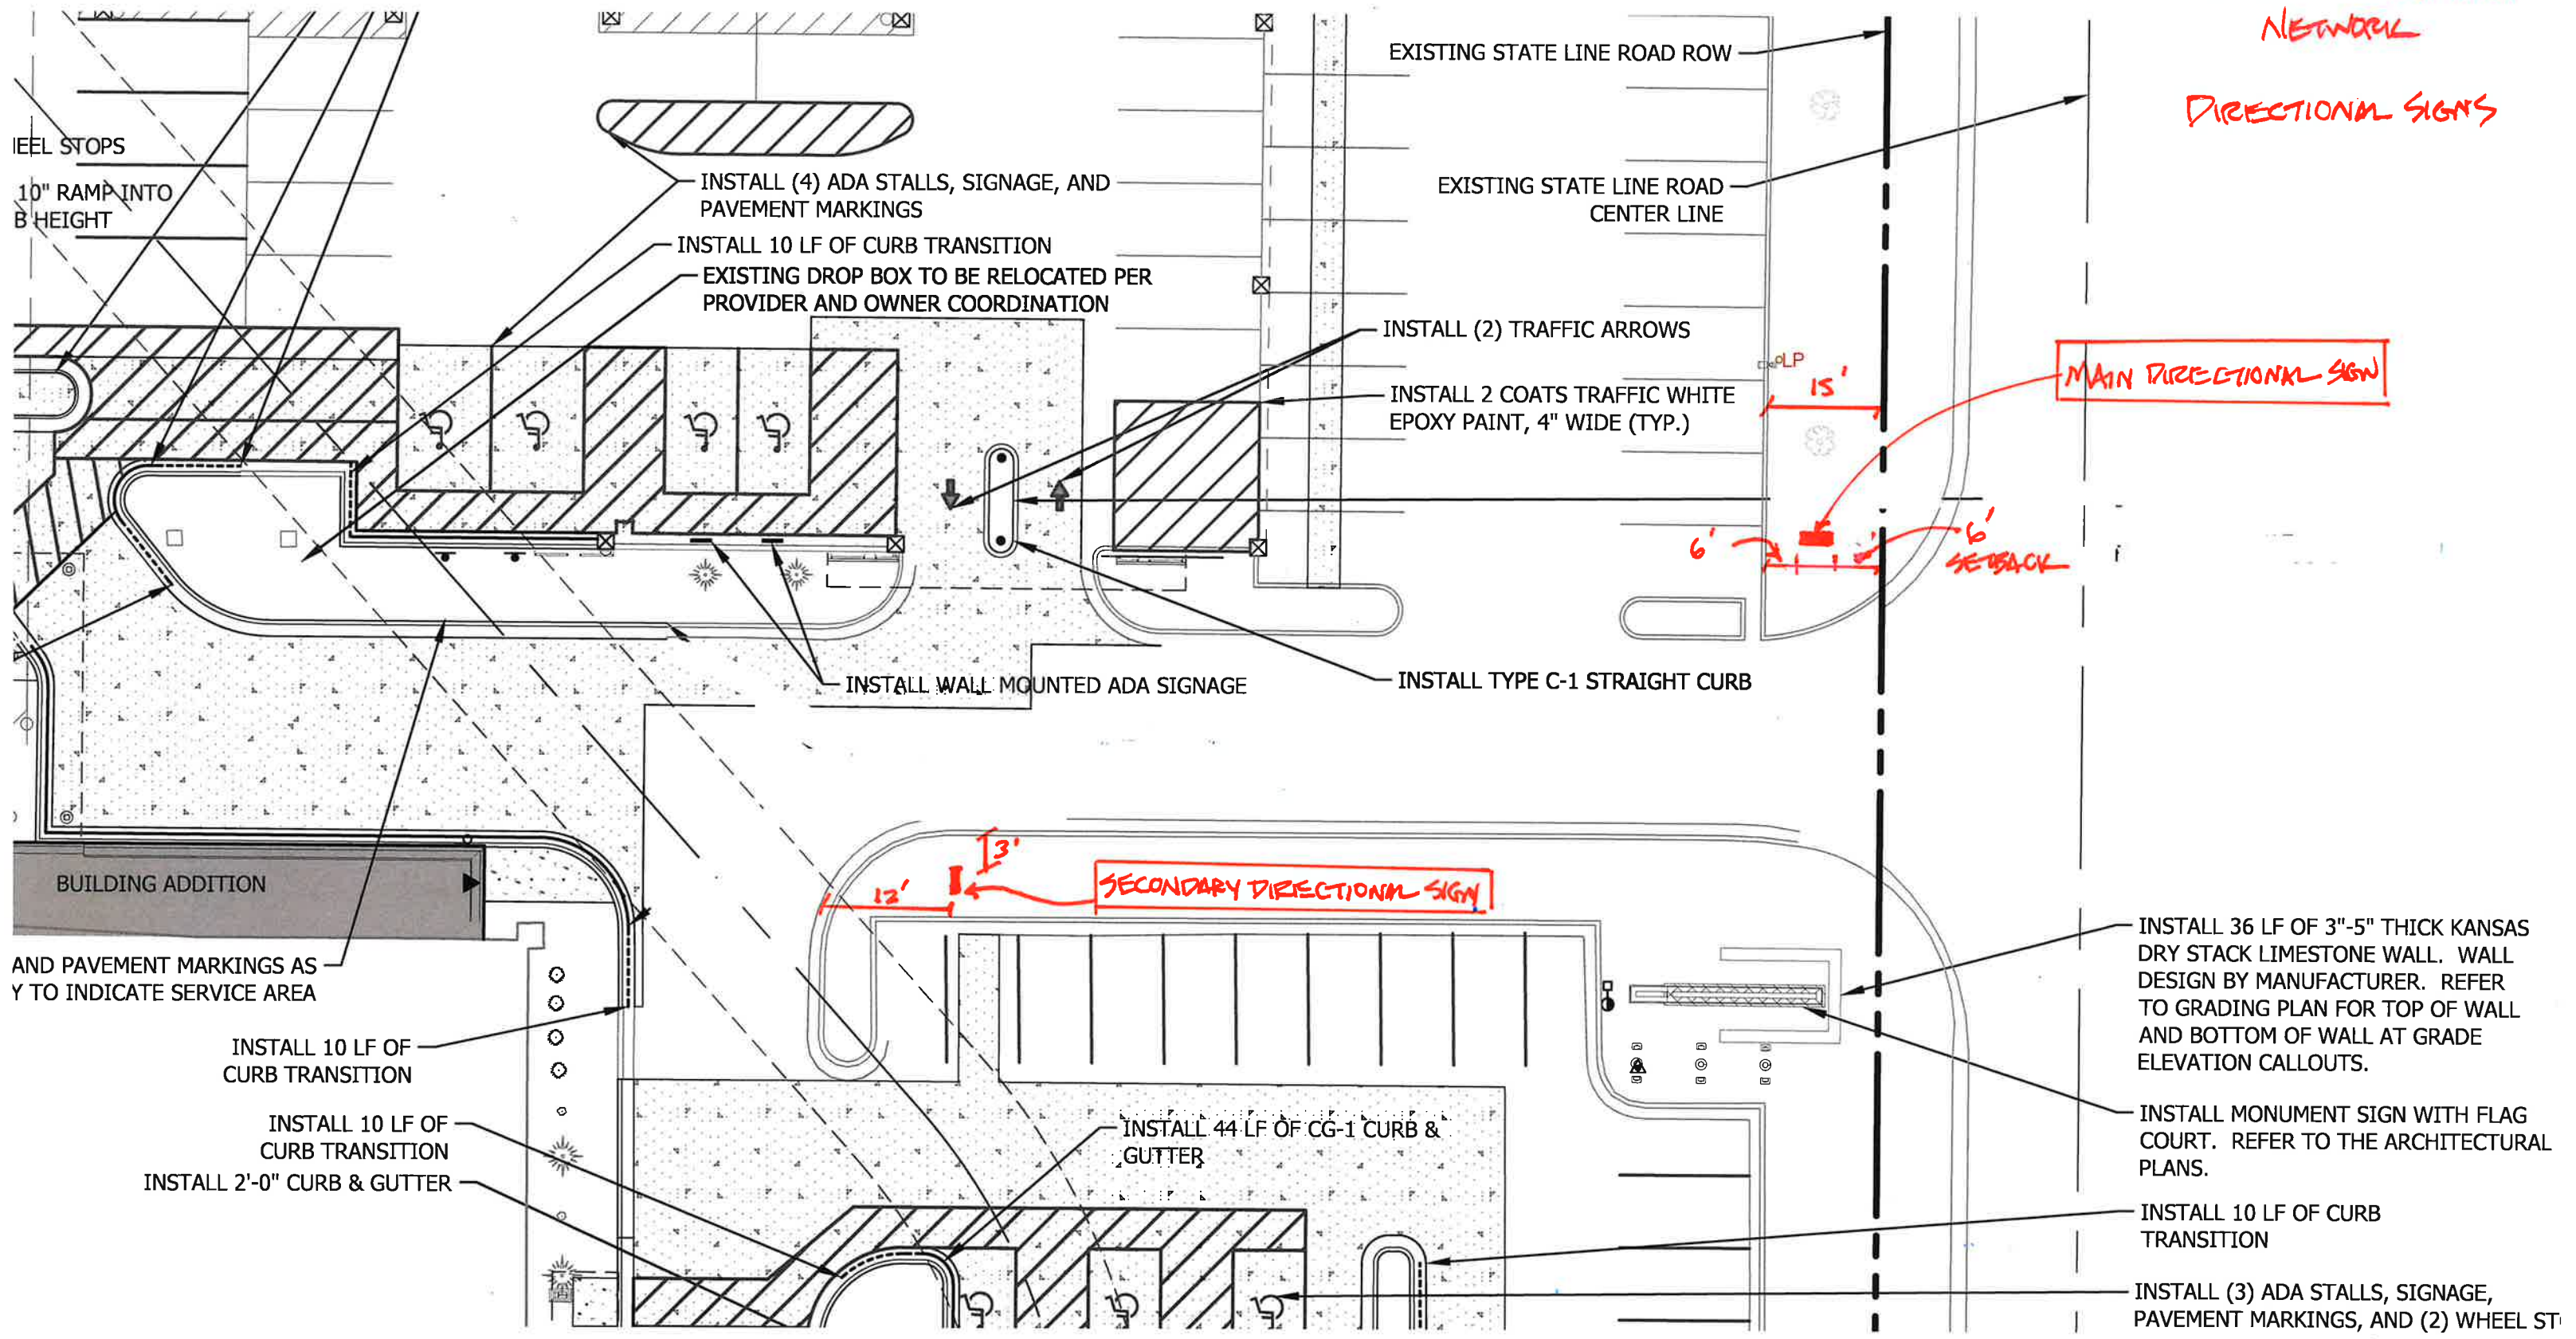 NETWORK
DIRECTIONAL SIGNS
EXISTING STATE LINE ROAD ROW
EXISTING STATE LINE ROAD
CENTER LINE
STOPS
10" RAMP INTO
HEIGHT
INSTALL (4) ADA STALLS, SIGNAGE, AND
PAVEMENT MARKINGS
INSTALL 10 LF OF CURB TRANSITION
EXISTING DROP BOX TO BE RELOCATED PER
PROVIDER AND OWNER COORDINATION
INSTALL (2) TRAFFIC ARROWS
INSTALL 2 COATS TRAFFIC WHITE
EPOXY PAINT, 4" WIDE (TYP.)
LP
15'
MAIN DIRECTIONAL SIGN
6'
6'
SETBACK
INSTALL WALL MOUNTED ADA SIGNAGE
INSTALL TYPE C-1 STRAIGHT CURB
BUILDING ADDITION
3'
12'
SECONDARY DIRECTIONAL SIGN
AND PAVEMENT MARKINGS AS
Y TO INDICATE SERVICE AREA
INSTALL 10 LF OF
CURB TRANSITION
INSTALL 10 LF OF
CURB TRANSITION
INSTALL 2'-0" CURB & GUTTER
INSTALL 44 LF OF CG-1 CURB &
GUTTER
INSTALL 36 LF OF 3"-5" THICK KANSAS
DRY STACK LIMESTONE WALL. WALL
DESIGN BY MANUFACTURER. REFER
TO GRADING PLAN FOR TOP OF WALL
AND BOTTOM OF WALL AT GRADE
ELEVATION CALLOUTS.
INSTALL MONUMENT SIGN WITH FLAG
COURT. REFER TO THE ARCHITECTURAL
PLANS.
INSTALL 10 LF OF CURB
TRANSITION
INSTALL (3) ADA STALLS, SIGNAGE,
PAVEMENT MARKINGS, AND (2) WHEEL ST